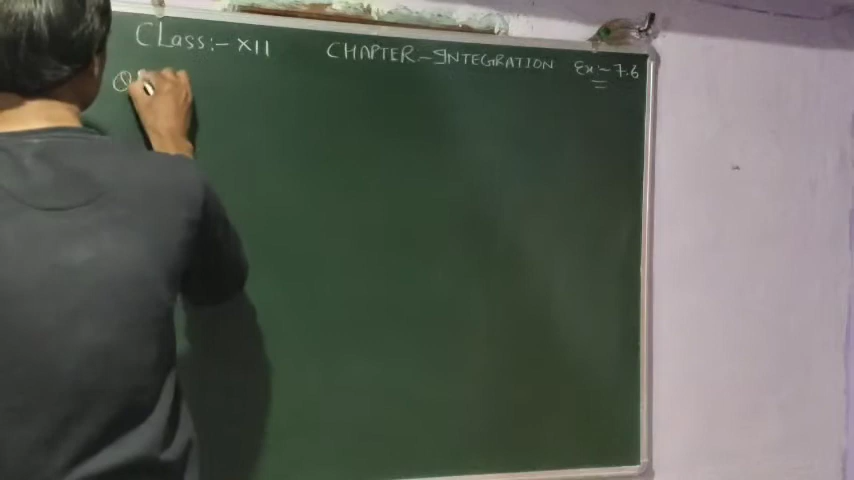 CLass:- XII CHAPTER - INTEGRATION Ex:- 7.6
Q